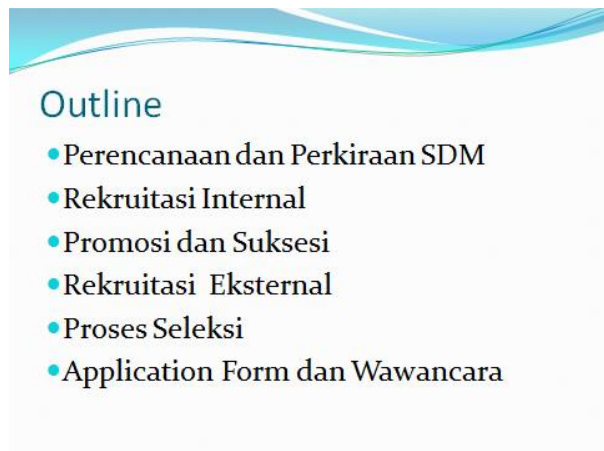 Outline
•Perencanaan dan Perkiraan SDM
•Rekruitasi Internal
•Promosi dan Suksesi
•Rekruitasi Eksternal
•Proses Seleksi
•Application Form dan Wawancara